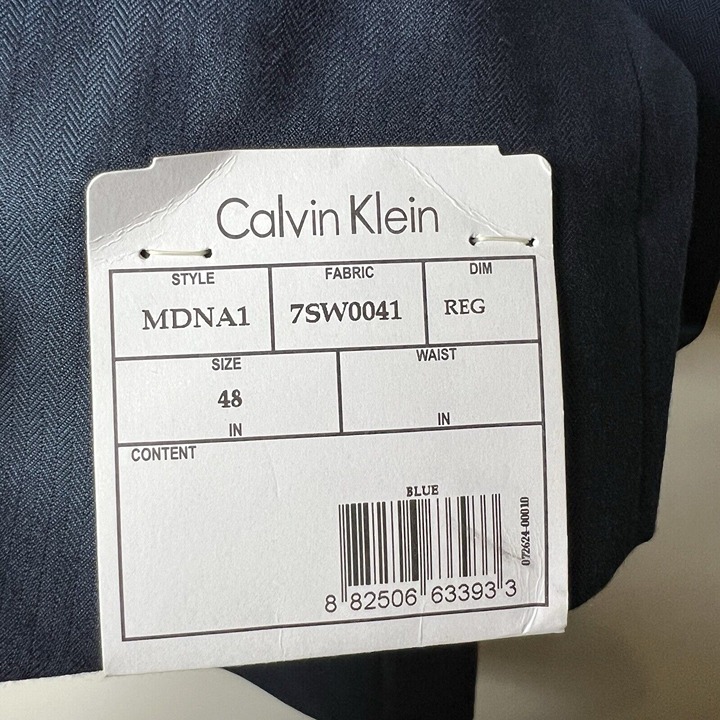 Calvin Klein
STYLE FABRIC DIM
MDNA1 7SW0041 REG
SIZE WAIST
48
IN IN
CONTENT
BLUE
072624-00010
8 82506 63393 3